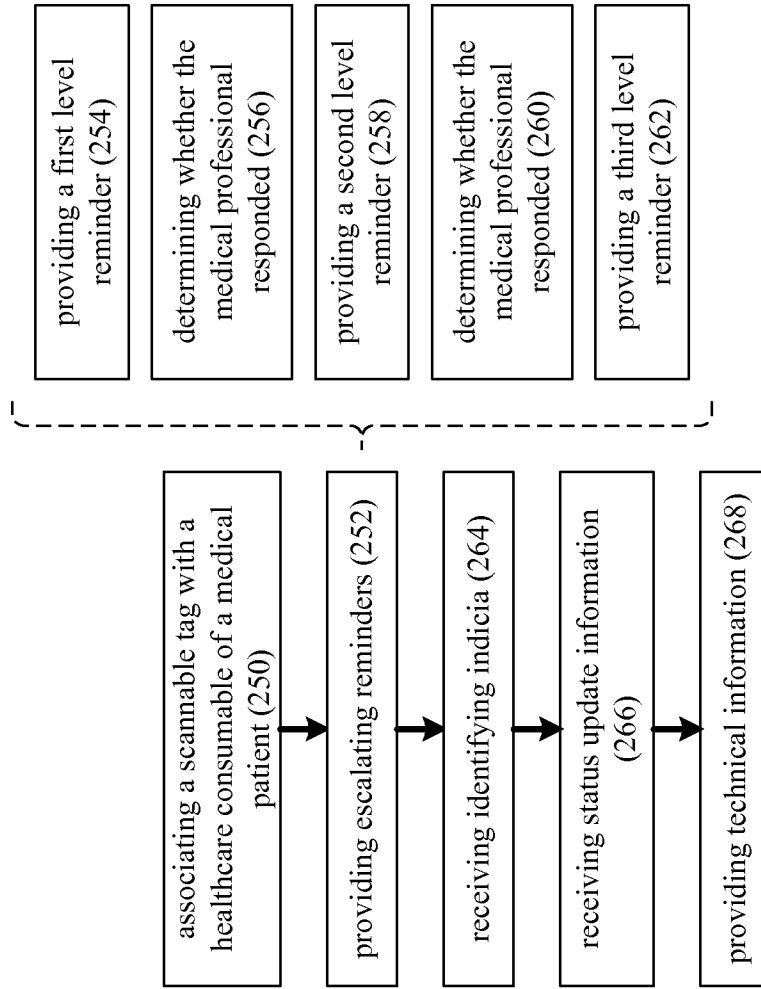 associating a scannable tag with a
healthcare consumable of a medical
patient (250)
providing escalating reminders (252)
receiving identifying indicia (264)
receiving status update information
(266)
providing technical information (268)
providing a first level
reminder (254)
determining whether the
medical professional
responded (256)
providing a second level
reminder (258)
determining whether the
medical professional
responded (260)
providing a third level
reminder (262)